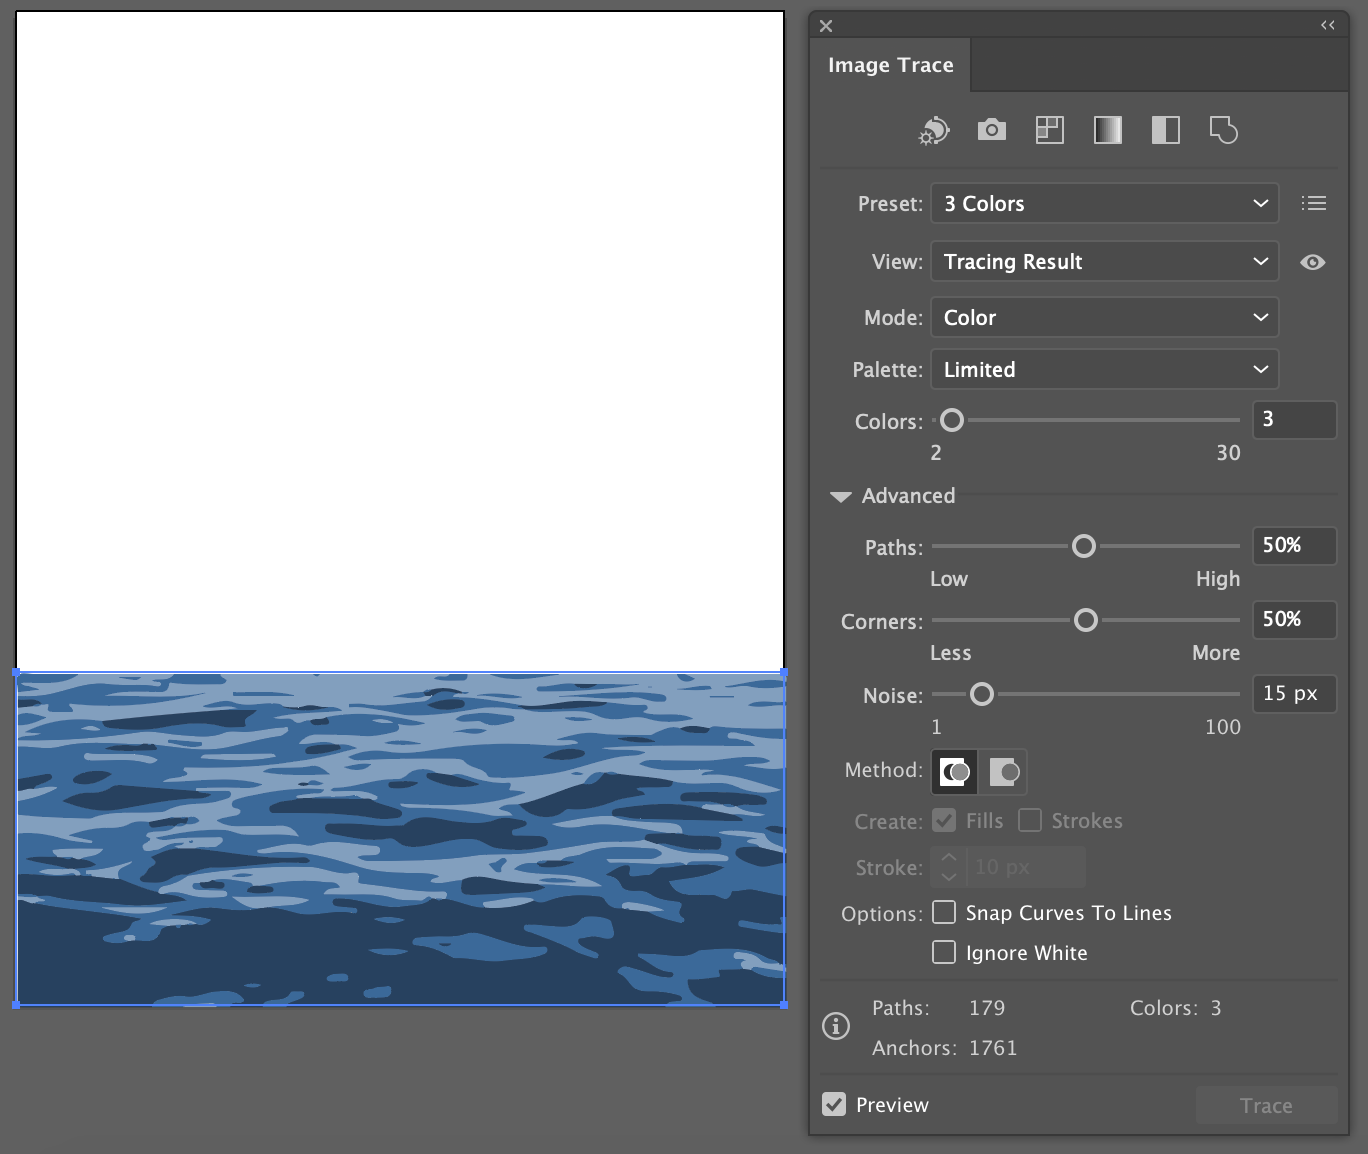 Image Trace
Preset: 3 Colors
View: Tracing Result
Mode: Color
Palette: Limited
Colors: 3
2 30
Advanced
Paths: 50%
Low High
Corners: 50%
Less More
Noise: 15 px
1 100
Method:
Create: Fills Strokes
Stroke: 10 px
Options: Snap Curves To Lines
Ignore White
Paths: 179 Colors: 3
Anchors: 1761
Preview Trace